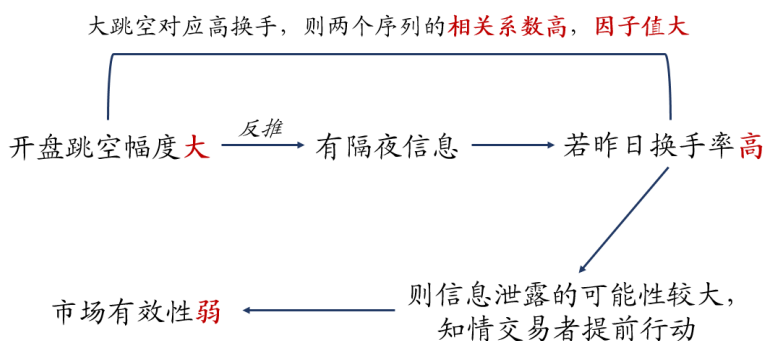 大跳空对应高换手，则两个序列的相关系数高，因子值大
开盘跳空幅度大
反推
有隔夜信息
若昨日换手率高
则信息泄露的可能性较大，
知情交易者提前行动
市场有效性弱